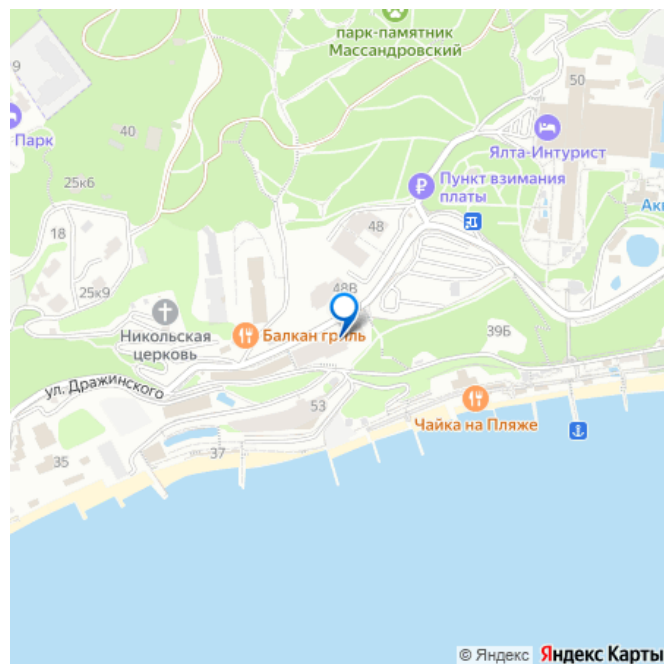 9
парк-памятник
Массандровский
50
40
Парк
Ялта-Интурист
25к6
Пункт взимания
платы
Акв
18
48
25к9
48В
Никольская
церковь
Балкан гриль
39Б
ул. Дражинского
53
Чайка на Пляже
35
37
© Яндекс Яндекс Карты